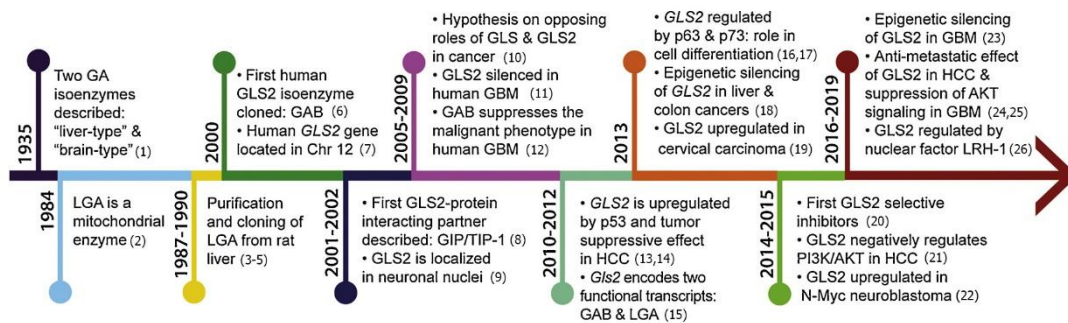 1935
Two GA
isoenzymes
described:
“liver-type” &
“brain-type” (1)
1984
LGA is a
mitochondrial
enzyme (2)
1987-1990
Purification
and cloning of
LGA from rat
liver (3-5)
2000
• First human
GLS2 isoenzyme
cloned: GAB (6)
• Human GLS2 gene
located in Chr 12 (7)
2001-2002
• First GLS2-protein
interacting partner
described: GIP/TIP-1 (8)
• GLS2 is localized
in neuronal nuclei (9)
2005-2009
• Hypothesis on opposing
roles of GLS & GLS2
in cancer (10)
• GLS2 silenced in
human GBM (11)
• GAB suppresses the
malignant phenotype in
human GBM (12)
2010-2012
• GLS2 is upregulated
by p53 and tumor
suppressive effect
in HCC (13,14)
• Gls2 encodes two
functional transcripts:
GAB & LGA (15)
2013
• GLS2 regulated
by p63 & p73: role in
cell differentiation (16,17)
• Epigenetic silencing
of GLS2 in liver &
colon cancers (18)
• GLS2 upregulated in
cervical carcinoma (19)
2014-2015
• First GLS2 selective
inhibitors (20)
• GLS2 negatively regulates
PI3K/AKT in HCC (21)
• GLS2 upregulated in
N-Myc neuroblastoma (22)
2016-2019
• Epigenetic silencing
of GLS2 in GBM (23)
• Anti-metastatic effect
of GLS2 in HCC &
suppression of AKT
signaling in GBM (24,25)
• GLS2 regulated by
nuclear factor LRH-1 (26)